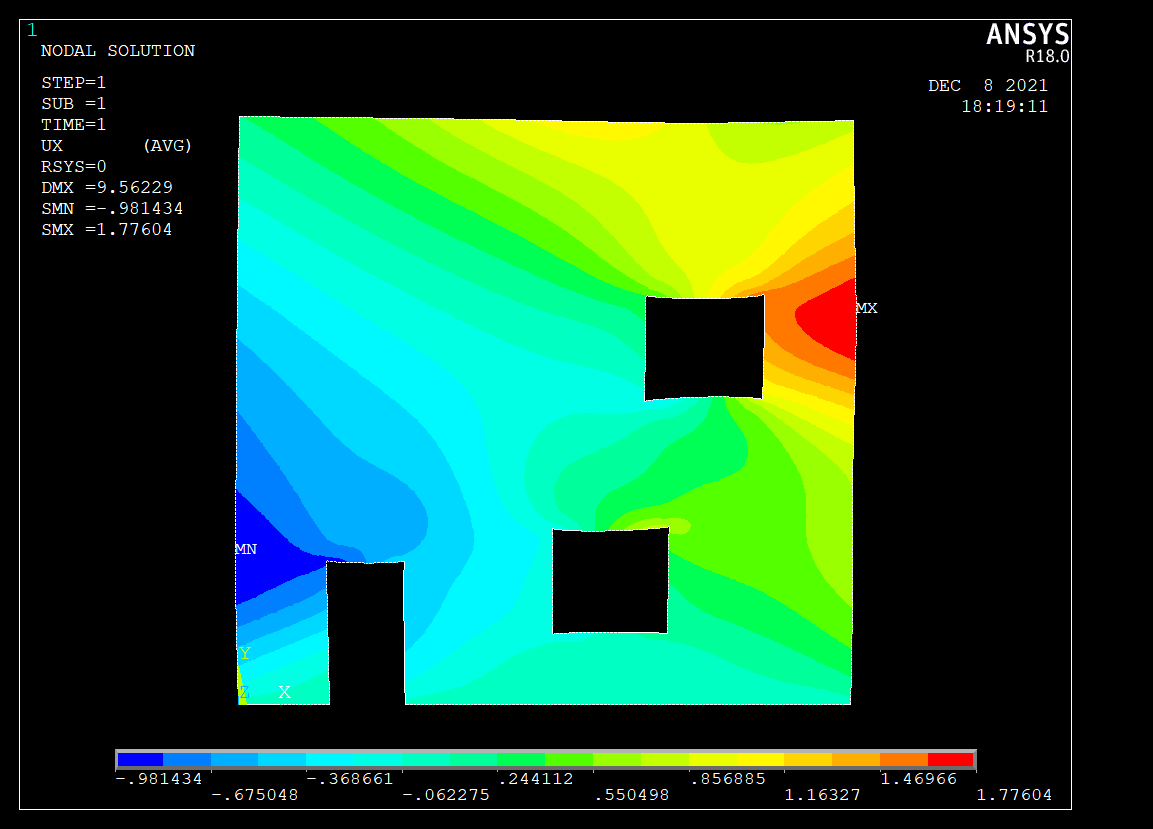 1
NODAL SOLUTION
STEP=1
SUB =1
TIME=1
UX (AVG)
RSYS=0
DMX =9.56229
SMN =-.981434
SMX =1.77604
ANSYS
R18.0
DEC 8 2021
18:19:11
MX
MN
Y
Z X
-.981434 -.368661 .244112 .856885 1.46966
-.675048 -.062275 .550498 1.16327 1.77604